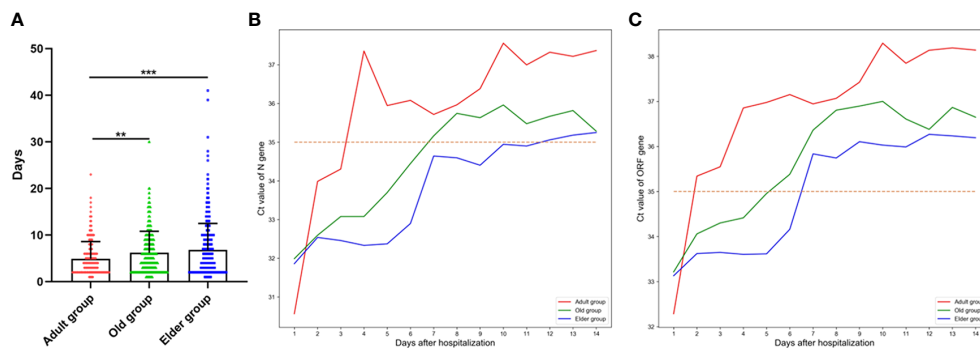 A
Days
50
40
30
20
10
0
***
**
Adult group
Old group
Elder group
B
Ct value of N gene
37
36
35
34
33
32
31
1 2 3 4 5 6 7 8 9 10 11 12 13 14
Days after hospitalization
Adult group
Old group
Elder group
C
Ct value of ORF gene
38
37
36
35
34
33
32
1 2 3 4 5 6 7 8 9 10 11 12 13 14
Days after hospitalization
Adult group
Old group
Elder group